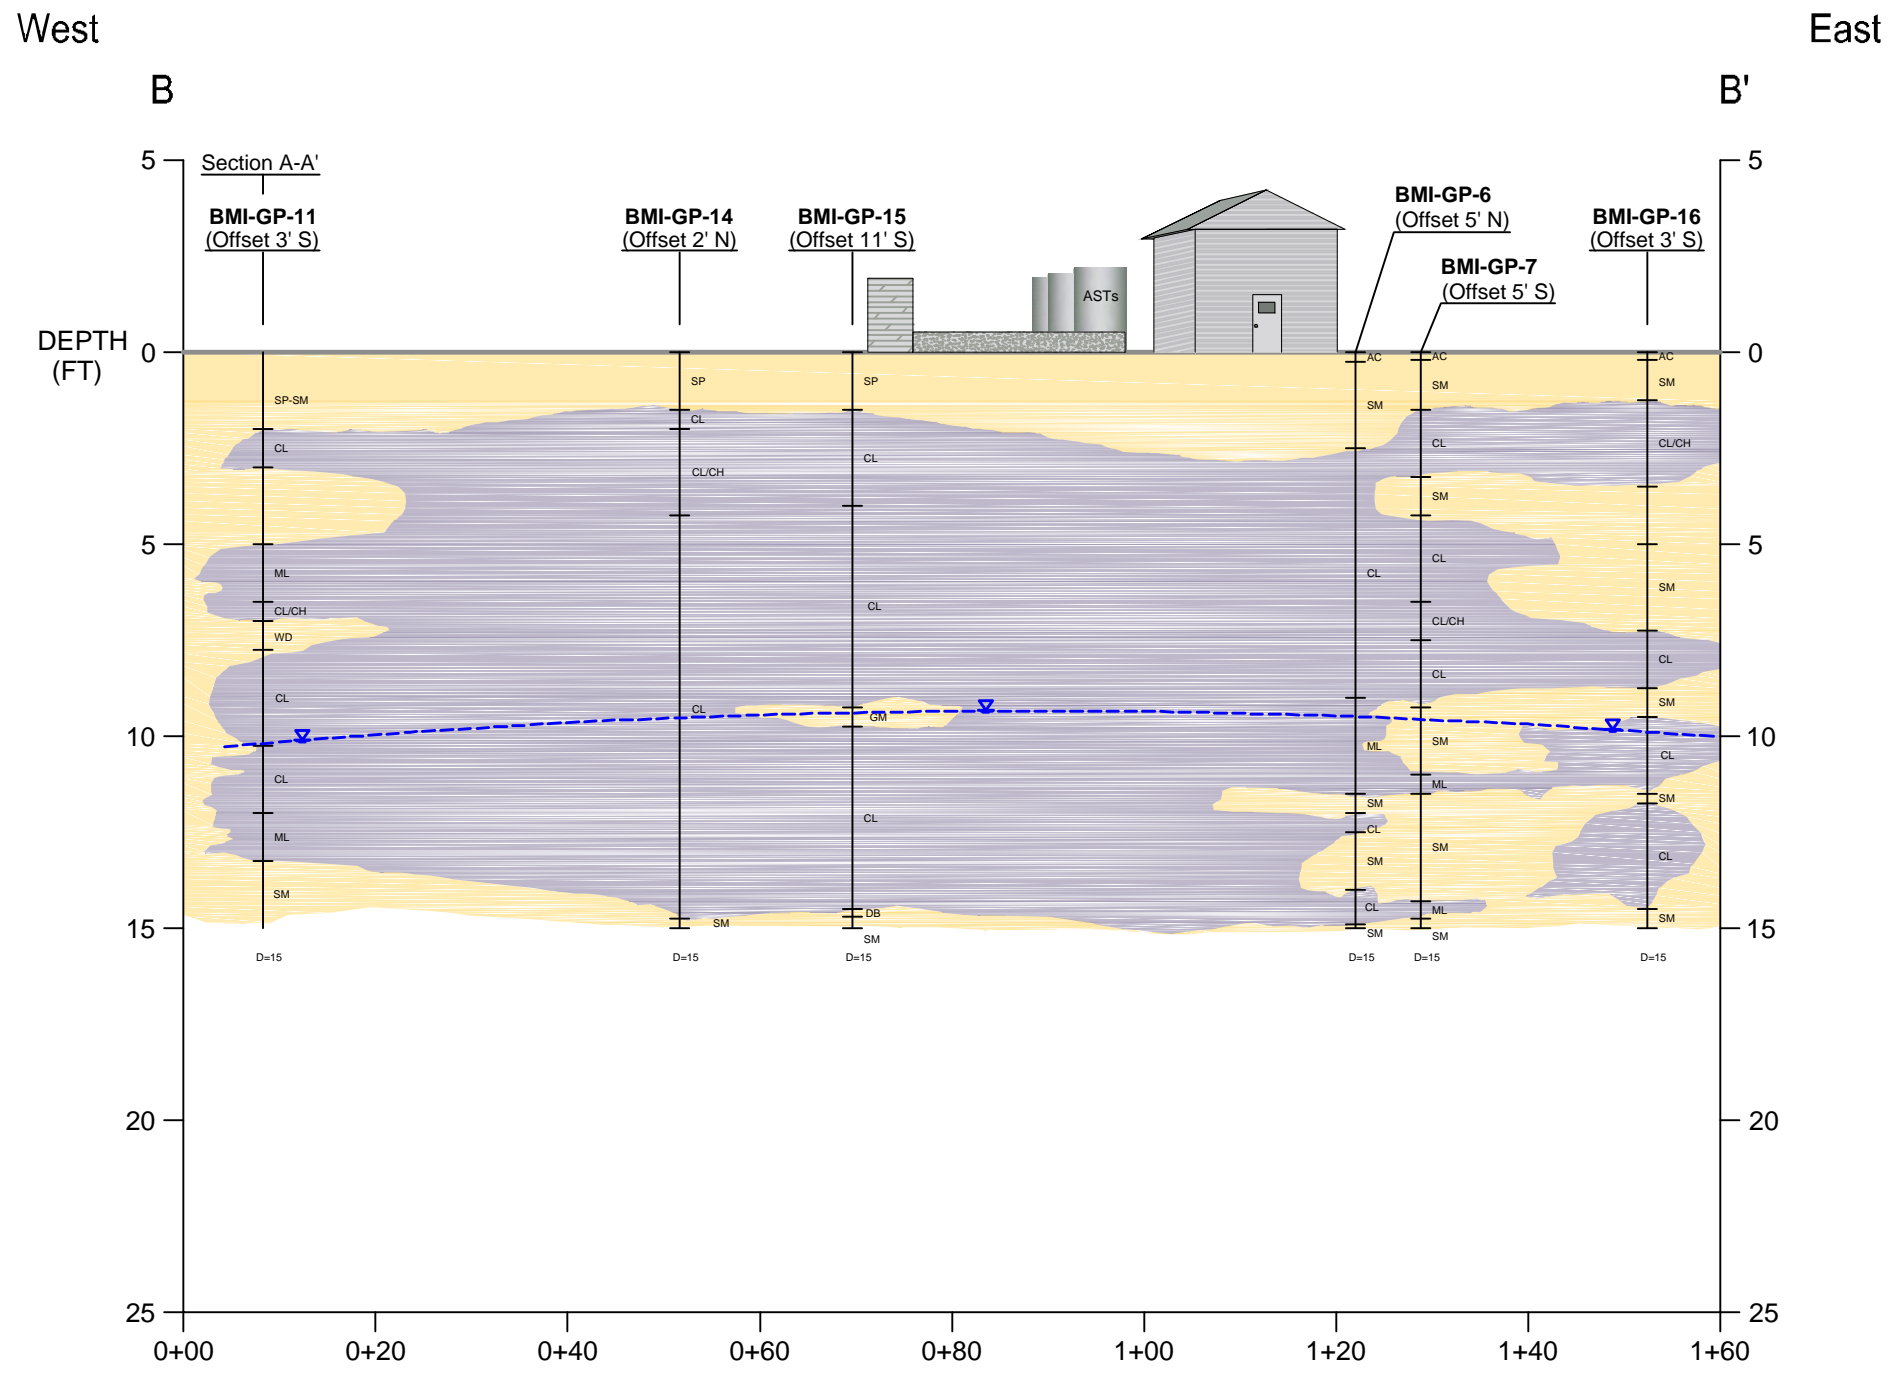 West
East
B
B'
5
Section A-A'
5
BMI-GP-11
(Offset 3' S)
BMI-GP-14
(Offset 2' N)
BMI-GP-15
(Offset 11' S)
BMI-GP-6
(Offset 5' N)
BMI-GP-16
(Offset 3' S)
BMI-GP-7
(Offset 5' S)
ASTs
DEPTH
(FT)
0
0
5
5
10
10
15
15
20
20
25
25
SP-SM
CL
ML
CL/CH
WD
CL
CL
ML
SM
D=15
SP
CL
CL/CH
CL
SM
D=15
SP
CL
CL
GM
CL
DB
SM
D=15
AC
SM
CL
ML
SM
CL
SM
CL
SM
D=15
AC
SM
CL
SM
CL
CL/CH
CL
SM
ML
SM
ML
SM
D=15
AC
SM
CL/CH
SM
CL
SM
CL
SM
CL
SM
D=15
0+00
0+20
0+40
0+60
0+80
1+00
1+20
1+40
1+60